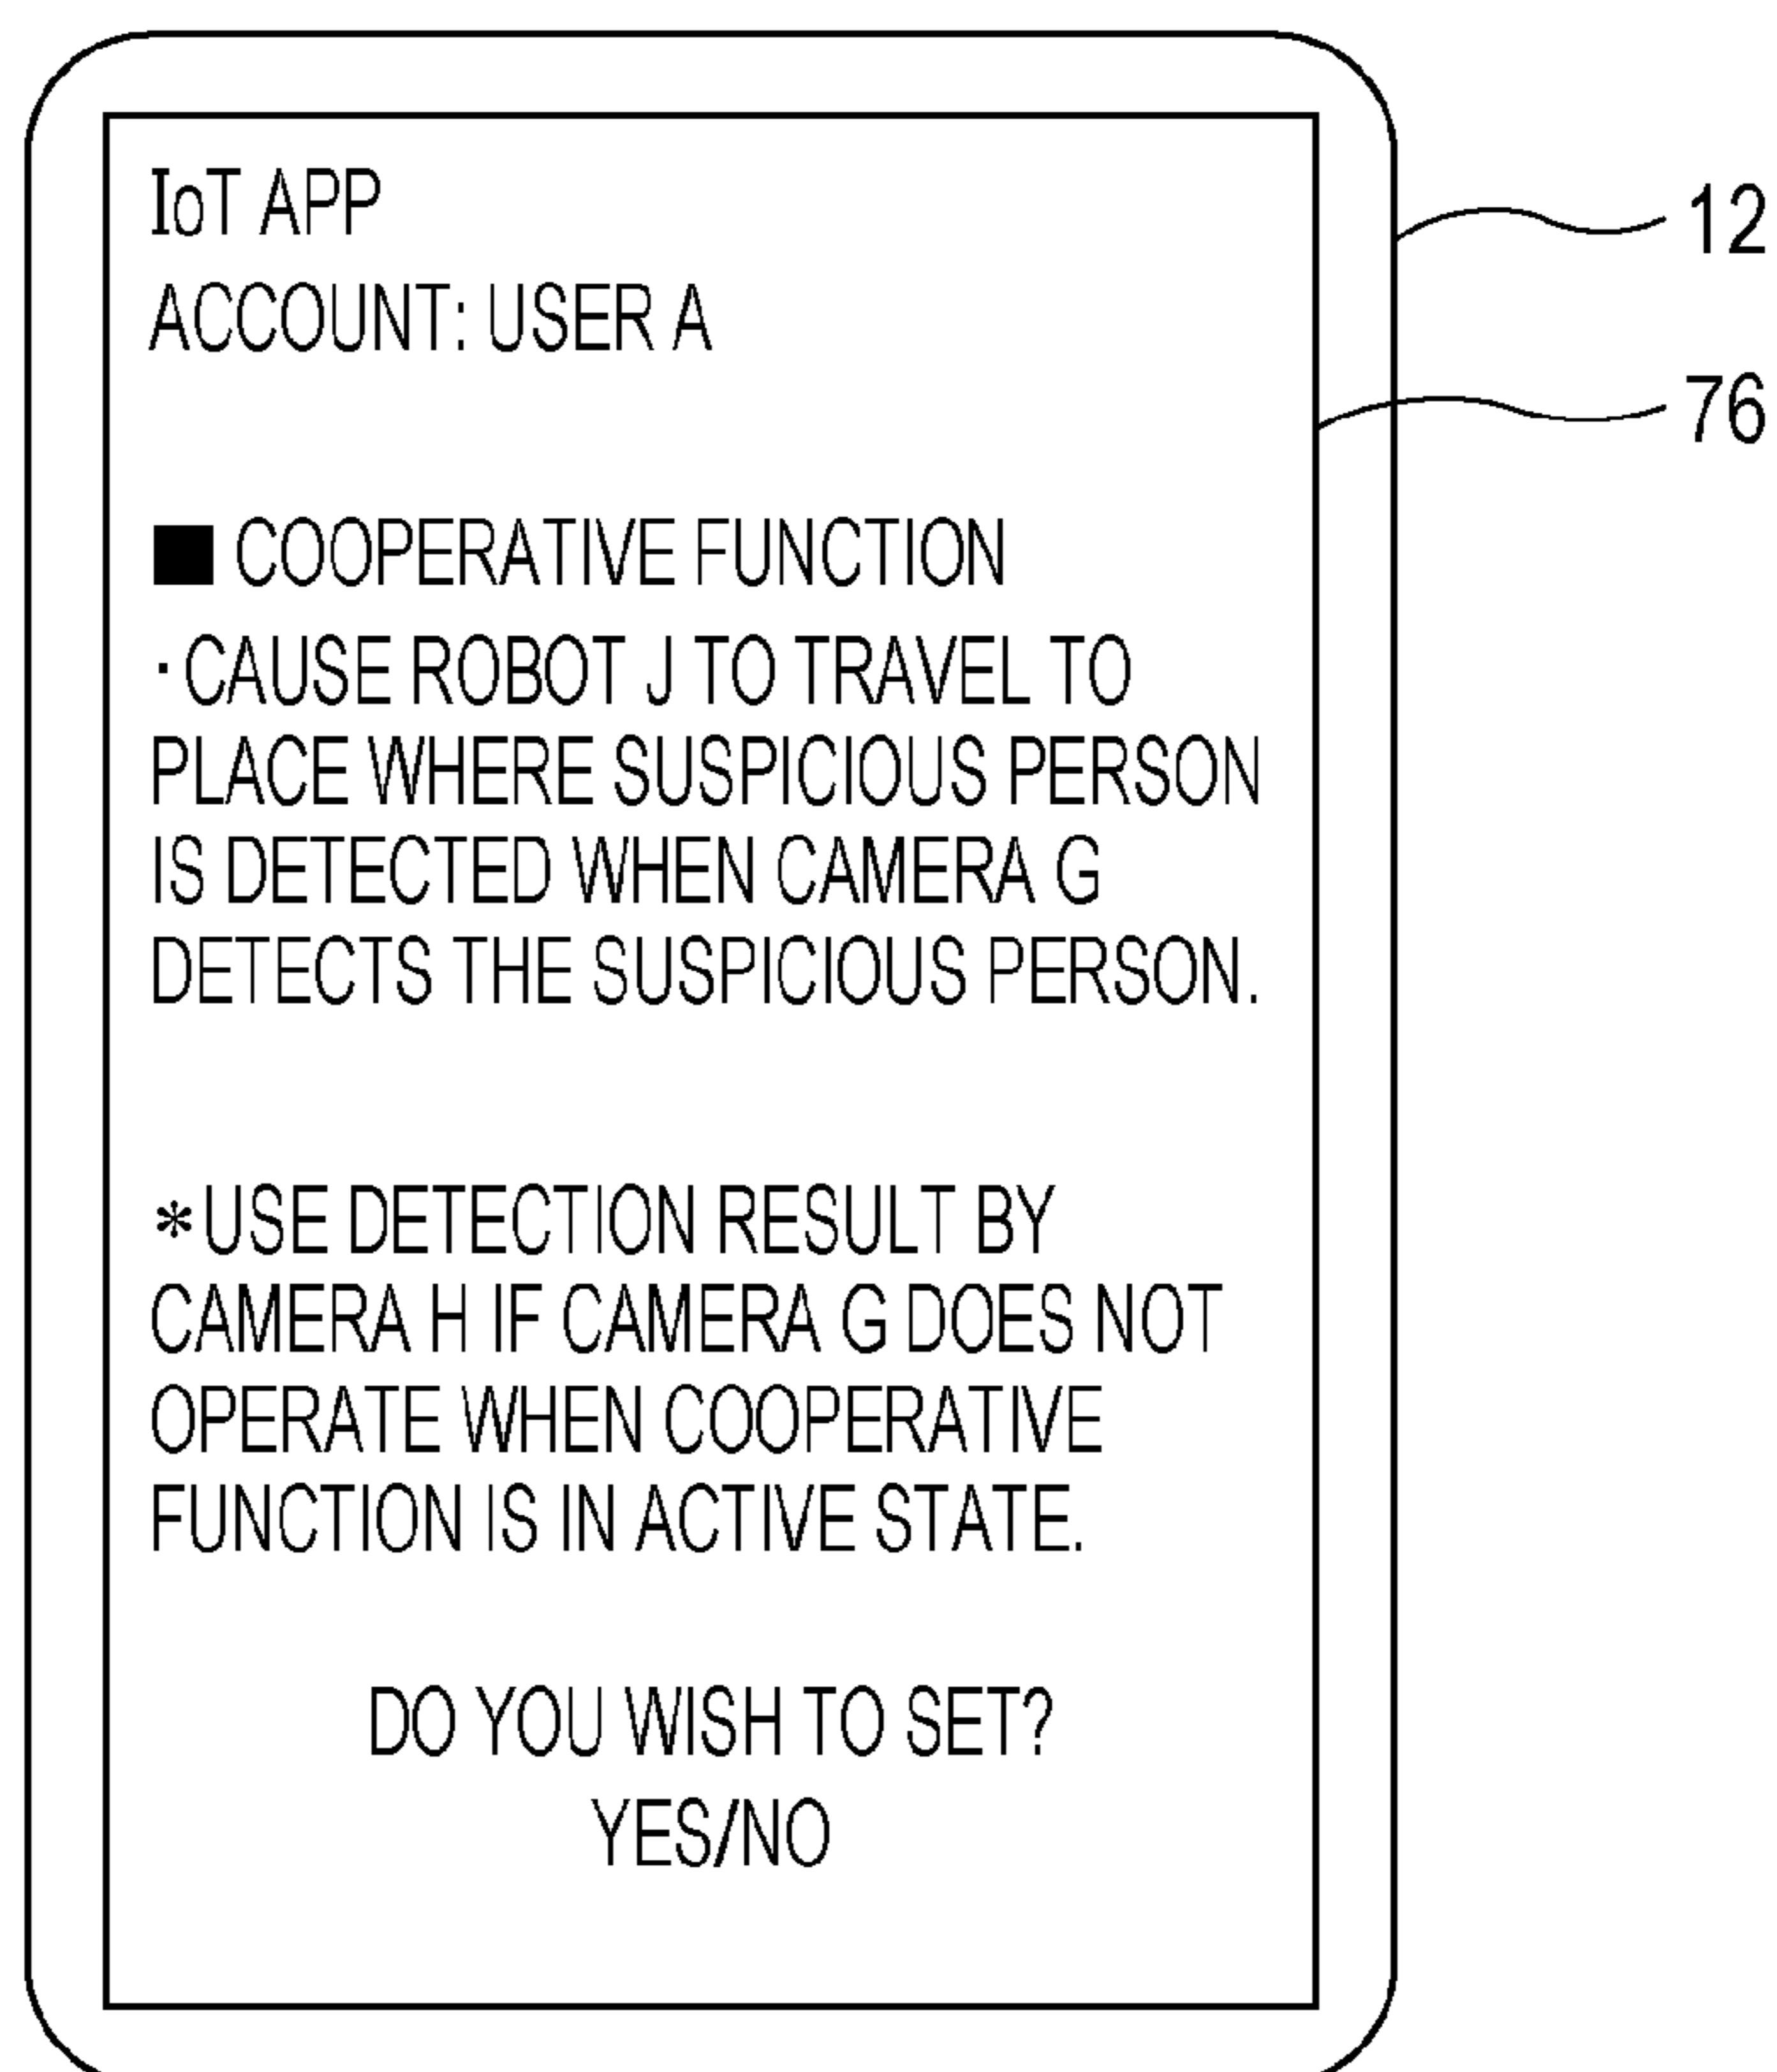 IoT APP
ACCOUNT: USER A
12
76
■ COOPERATIVE FUNCTION
·CAUSE ROBOT J TO TRAVEL TO
PLACE WHERE SUSPICIOUS PERSON
IS DETECTED WHEN CAMERA G
DETECTS THE SUSPICIOUS PERSON.
*USE DETECTION RESULT BY
CAMERA H IF CAMERA G DOES NOT
OPERATE WHEN COOPERATIVE
FUNCTION IS IN ACTIVE STATE.
DO YOU WISH TO SET?
YES/NO